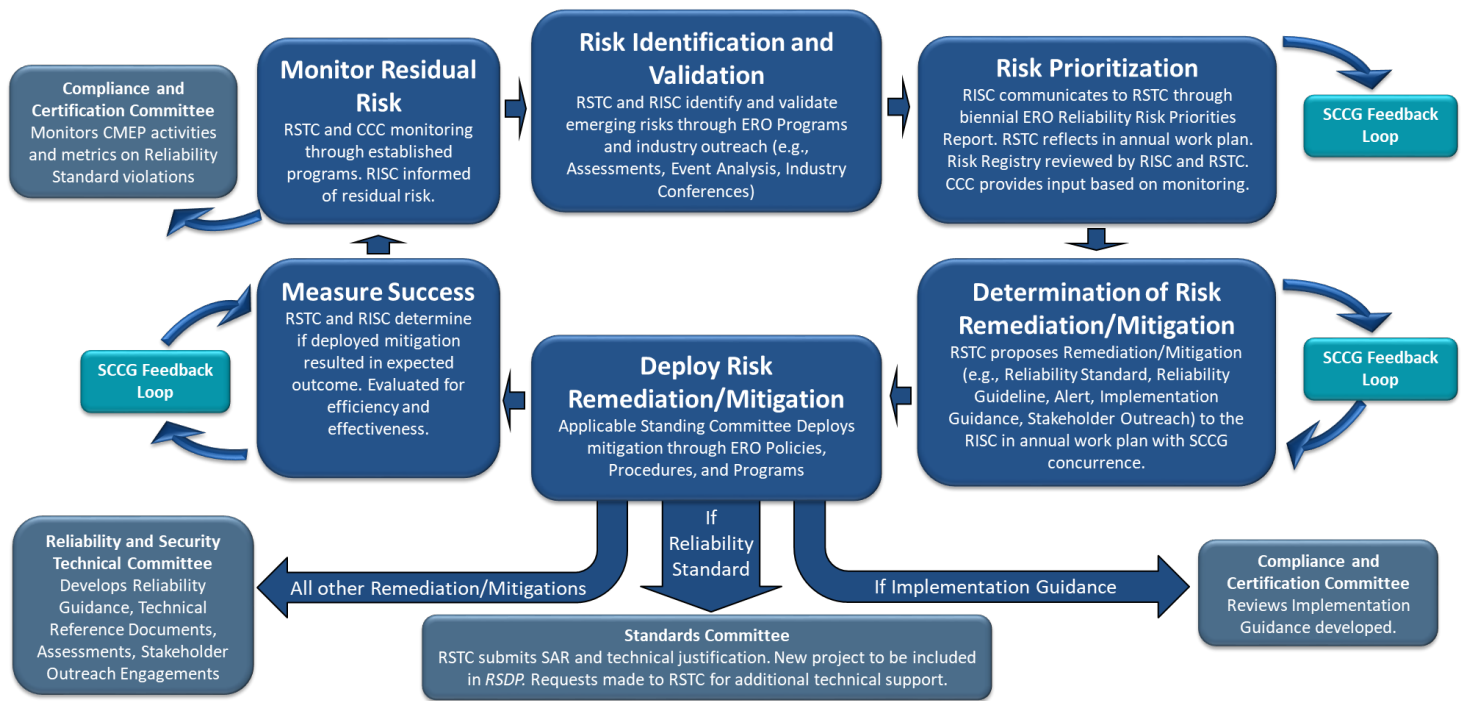 Compliance and
Certification Committee
Monitors CMEP activities
and metrics on Reliability
Standard violations
Monitor Residual
Risk
RSTC and CCC monitoring
through established
programs. RISC informed
of residual risk.
Risk Identification and
Validation
RSTC and RISC identify and validate
emerging risks through ERO Programs
and industry outreach (e.g.,
Assessments, Event Analysis, Industry
Conferences)
Risk Prioritization
RISC communicates to RSTC through
biennial ERO Reliability Risk Priorities
Report. RSTC reflects in annual work plan.
Risk Registry reviewed by RISC and RSTC.
CCC provides input based on monitoring.
SCCG Feedback
Loop
SCCG Feedback
Loop
Measure Success
RSTC and RISC determine
if deployed mitigation
resulted in expected
outcome. Evaluated for
efficiency and
effectiveness.
Deploy Risk
Remediation/Mitigation
Applicable Standing Committee Deploys
mitigation through ERO Policies,
Procedures, and Programs
Determination of Risk
Remediation/Mitigation
RSTC proposes Remediation/Mitigation
(e.g., Reliability Standard, Reliability
Guideline, Alert, Implementation
Guidance, Stakeholder Outreach) to the
RISC in annual work plan with SCCG
concurrence.
SCCG Feedback
Loop
Reliability and Security
Technical Committee
Develops Reliability
Guidance, Technical
Reference Documents,
Assessments, Stakeholder
Outreach Engagements
All other Remediation/Mitigations
If
Reliability
Standard
If Implementation Guidance
Standards Committee
RSTC submits SAR and technical justification. New project to be included
in RSDP. Requests made to RSTC for additional technical support.
Compliance and
Certification Committee
Reviews Implementation
Guidance developed.